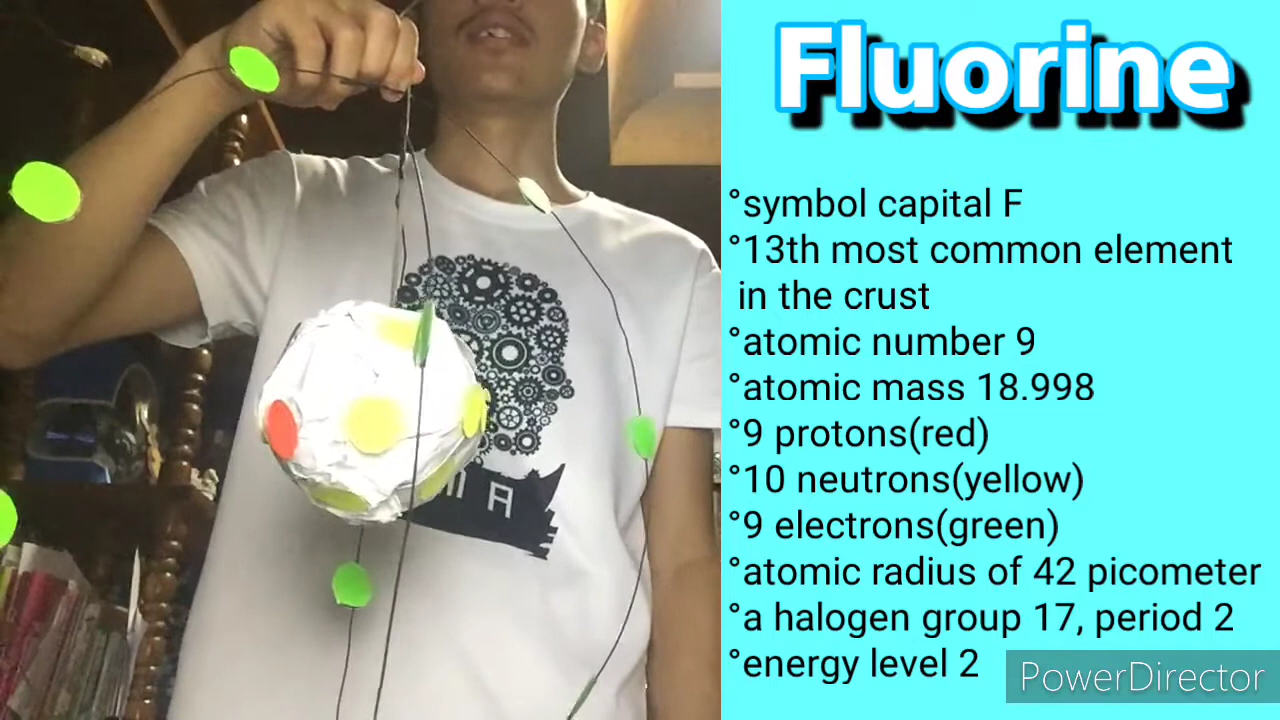 Fluorine
°symbol capital F
°13th most common element
in the crust
°atomic number 9
°atomic mass 18.998
°9 protons(red)
°10 neutrons(yellow)
°9 electrons(green)
°atomic radius of 42 picometer
°a halogen group 17, period 2
°energy level 2
PowerDirector